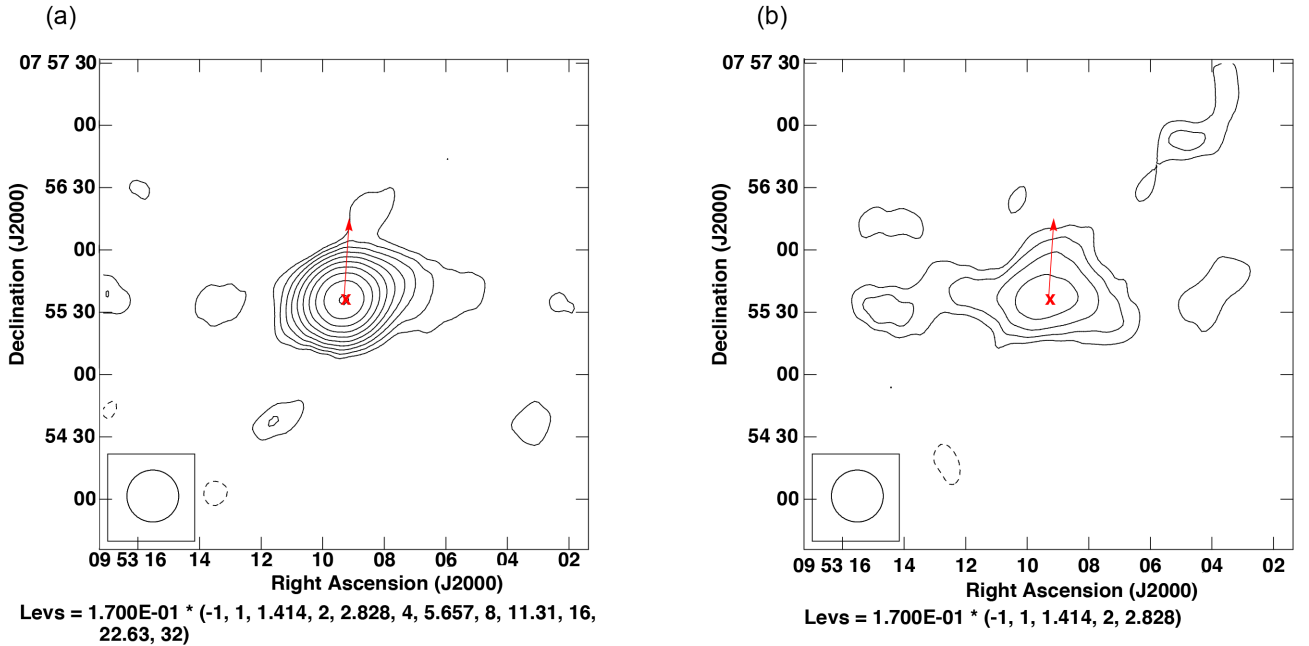 (a)
07 57 30
00
56 30
00
55 30
00
54 30
00
Declination (J2000)
x
09 53 16 14 12 10 08 06 04 02
Right Ascension (J2000)
Levs = 1.700E-01 * (-1, 1, 1.414, 2, 2.828, 4, 5.657, 8, 11.31, 16,
22.63, 32)
(b)
07 57 30
00
56 30
00
55 30
00
54 30
00
Declination (J2000)
x
09 53 16 14 12 10 08 06 04 02
Right Ascension (J2000)
Levs = 1.700E-01 * (-1, 1, 1.414, 2, 2.828)